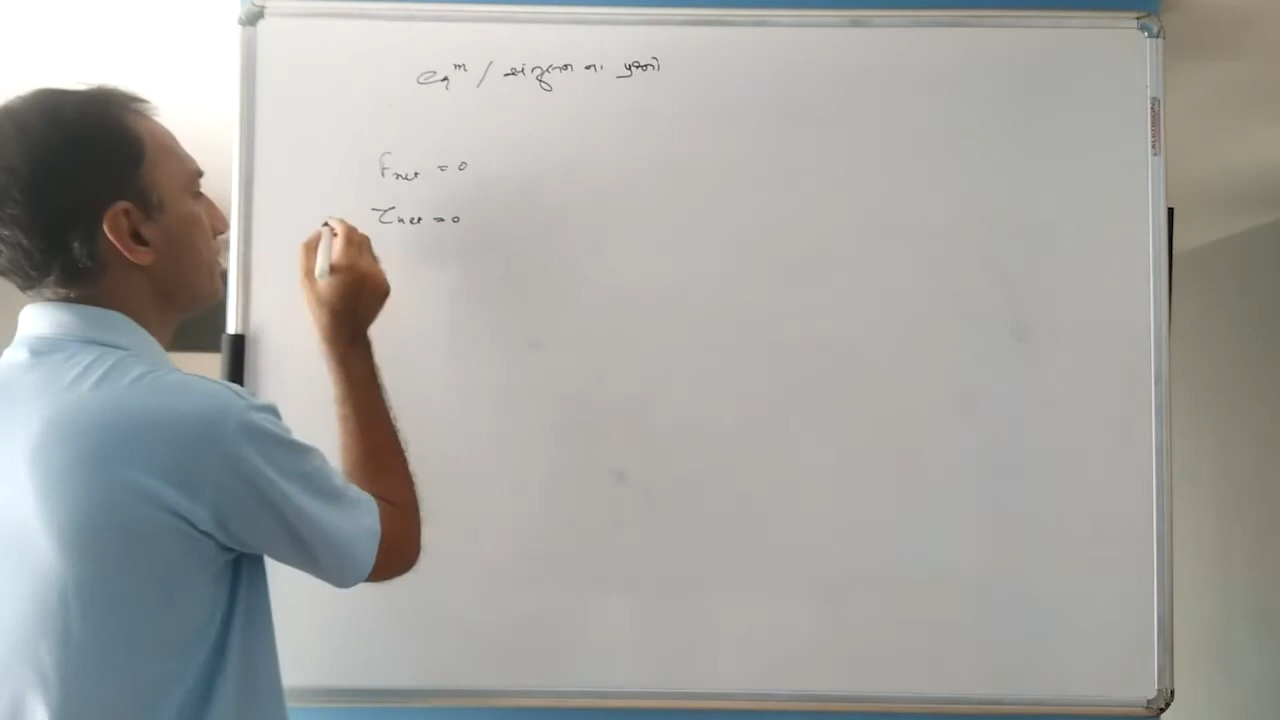 eqᵐ / સંતુલન ના પ્રશ્નો
Fnet = 0
τnet = 0